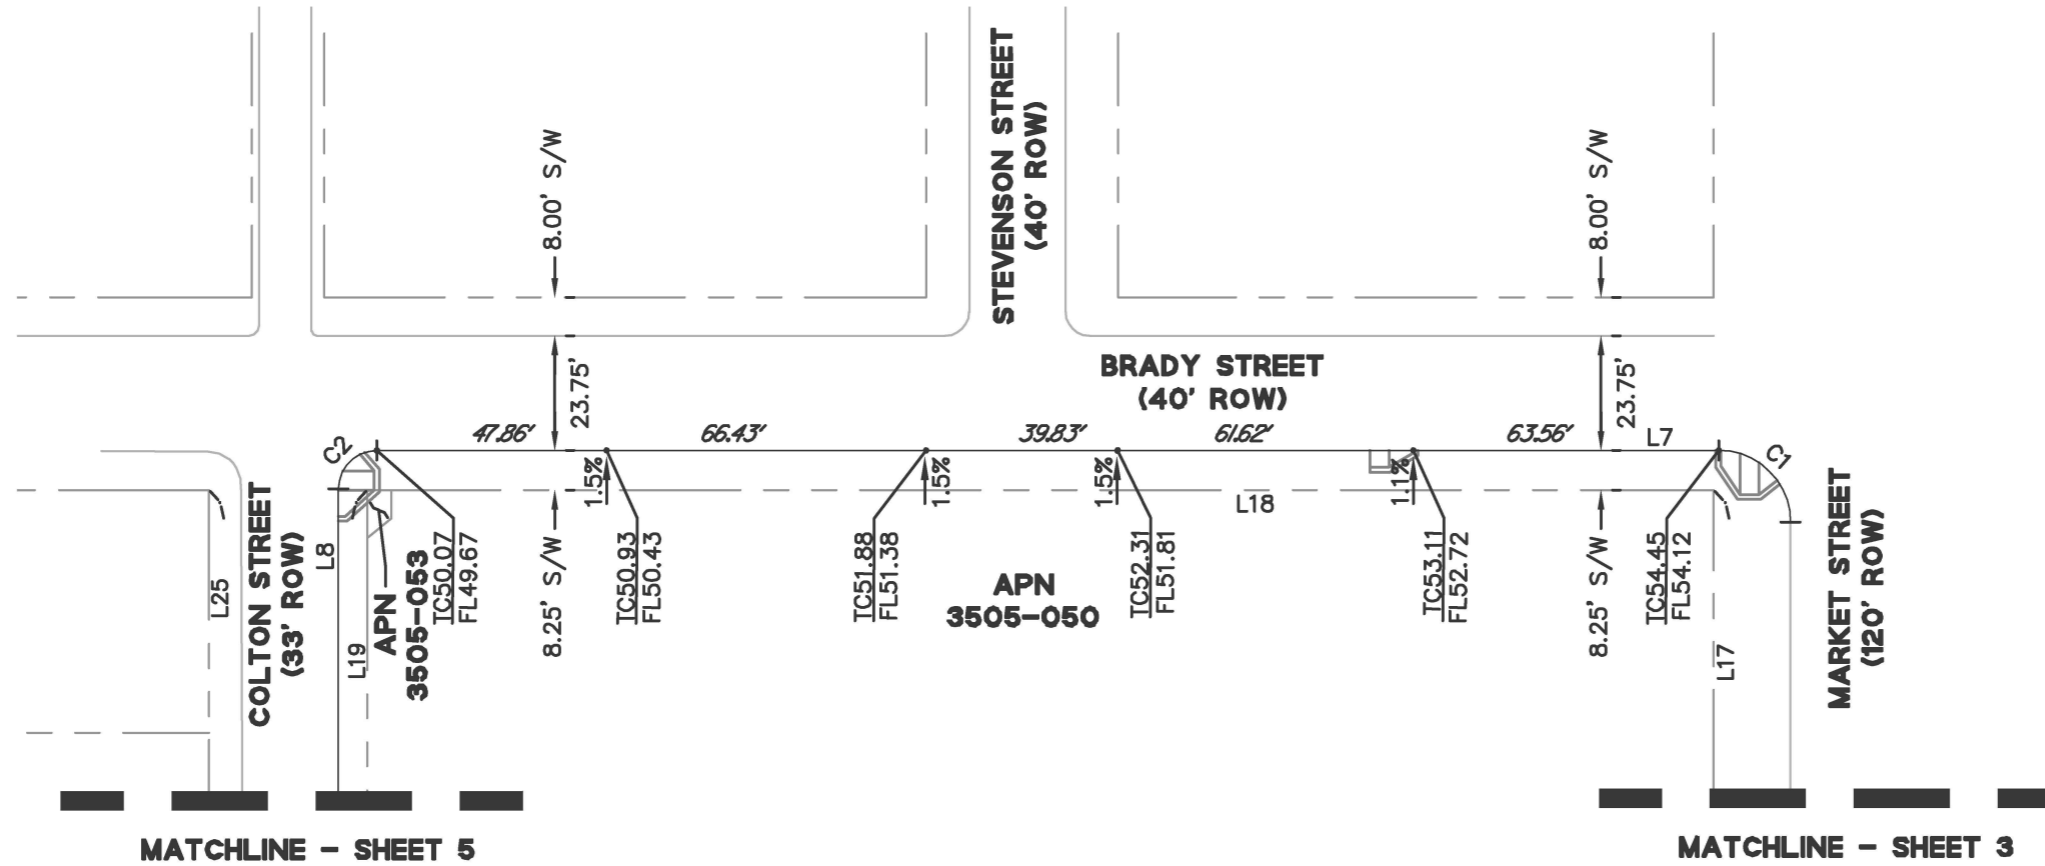 8.00' S/W
STEVENSON STREET
(40' ROW)
8.00' S/W
BRADY STREET
(40' ROW)
23.75'
23.75'
47.86'
66.43'
39.83'
61.62'
63.56'
L7
C2
C1
1.5%
1.5%
1.5%
1.1%
L18
COLTON STREET
(33' ROW)
L25
L8
L19
APN
3505-053
TC50.07
FL49.67
8.25' S/W
TC50.93
FL50.43
TC51.88
FL51.38
APN
3505-050
TC52.31
FL51.81
TC53.11
FL52.72
8.25' S/W
TC54.45
FL54.12
L17
MARKET STREET
(120' ROW)
MATCHLINE - SHEET 5
MATCHLINE - SHEET 3